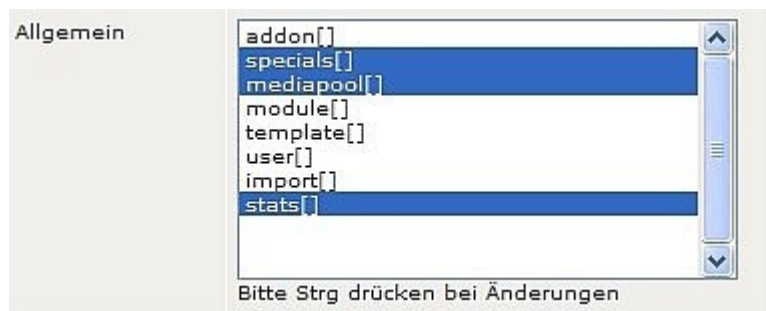 Allgemein
addon[]
specials[]
mediapool[]
module[]
template[]
user[]
import[]
stats[]
Bitte Strg drücken bei Änderungen